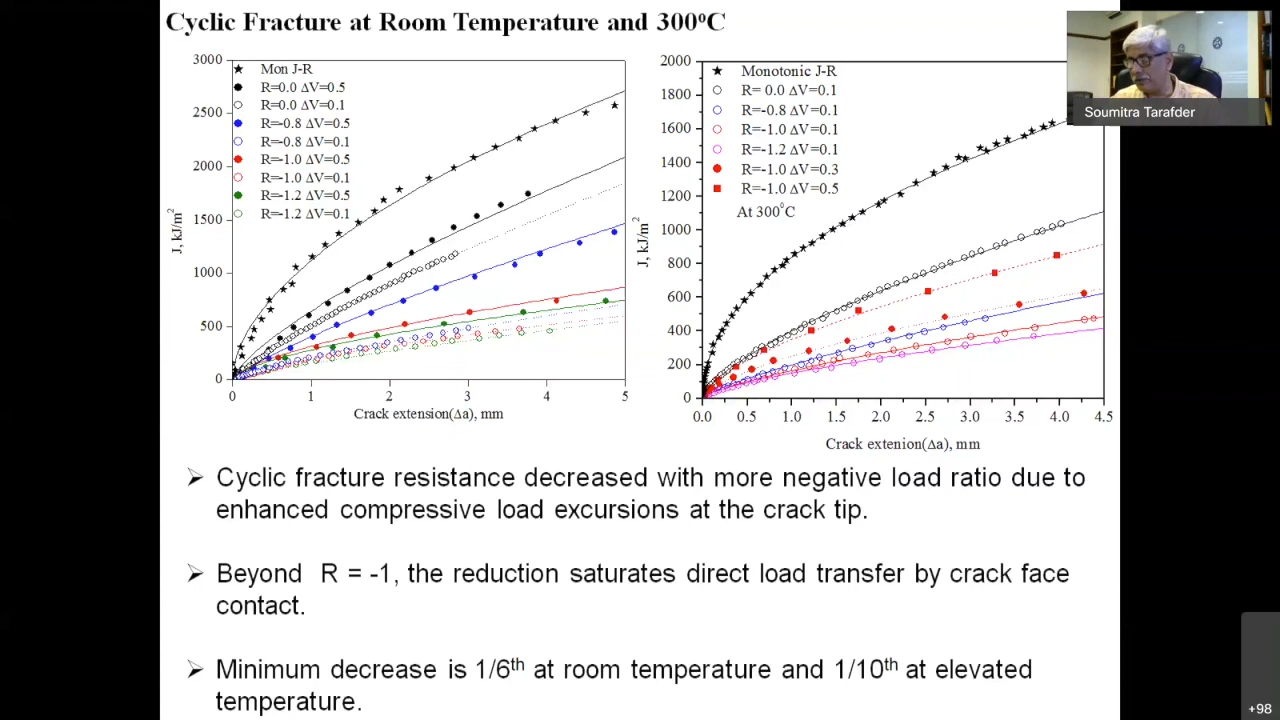 Cyclic Fracture at Room Temperature and 300ºC
Soumitra Tarafder
3000
2500
2000
1500
1000
500
0
J, kJ/m²
Mon J-R
R=0.0 ΔV=0.5
R=0.0 ΔV=0.1
R=-0.8 ΔV=0.5
R=-0.8 ΔV=0.1
R=-1.0 ΔV=0.5
R=-1.0 ΔV=0.1
R=-1.2 ΔV=0.5
R=-1.2 ΔV=0.1
0 1 2 3 4 5
Crack extension(Δa), mm
2000
1800
1600
1400
1200
1000
800
600
400
200
0
J, kJ/m²
Monotonic J-R
R= 0.0 ΔV=0.1
R=-0.8 ΔV=0.1
R=-1.0 ΔV=0.1
R=-1.2 ΔV=0.1
R=-1.0 ΔV=0.3
R=-1.0 ΔV=0.5
At 300⁰C
0.0 0.5 1.0 1.5 2.0 2.5 3.0 3.5 4.0 4.5
Crack extenion(Δa), mm
➢ Cyclic fracture resistance decreased with more negative load ratio due to
enhanced compressive load excursions at the crack tip.
➢ Beyond R = -1, the reduction saturates direct load transfer by crack face
contact.
➢ Minimum decrease is 1/6th at room temperature and 1/10th at elevated
temperature.
+98